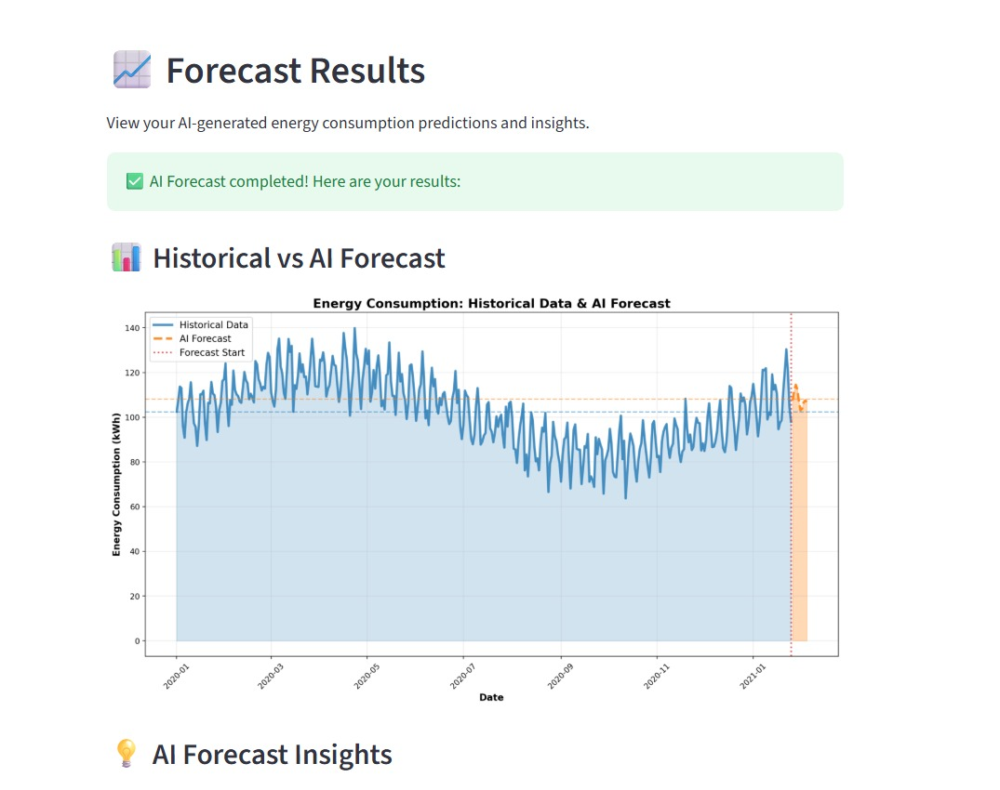 Forecast Results
View your AI-generated energy consumption predictions and insights.
AI Forecast completed! Here are your results:
Historical vs AI Forecast
Energy Consumption: Historical Data & AI Forecast
Historical Data
AI Forecast
Forecast Start
140
120
100
80
60
40
20
0
Energy Consumption (kWh)
2020-01
2020-03
2020-05
2020-07
2020-09
2020-11
2021-01
Date
AI Forecast Insights